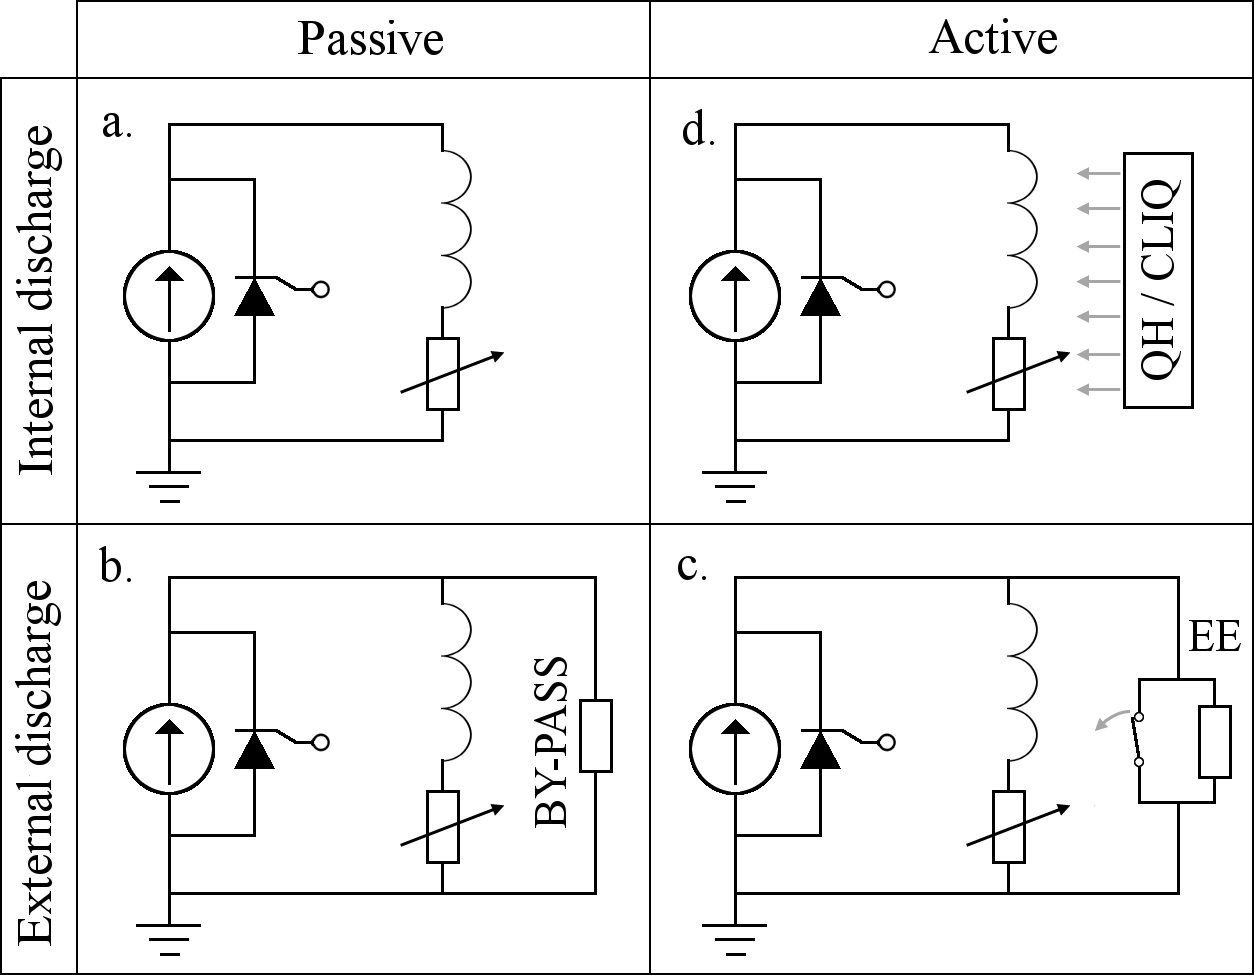 Passive
Active
Internal discharge
a.
d.
QH / CLIQ
External discharge
b.
BY-PASS
c.
EE